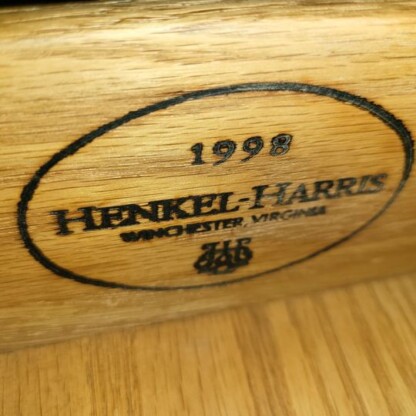 1998
HENKEL-HARRIS
WINCHESTER, VIRGINIA